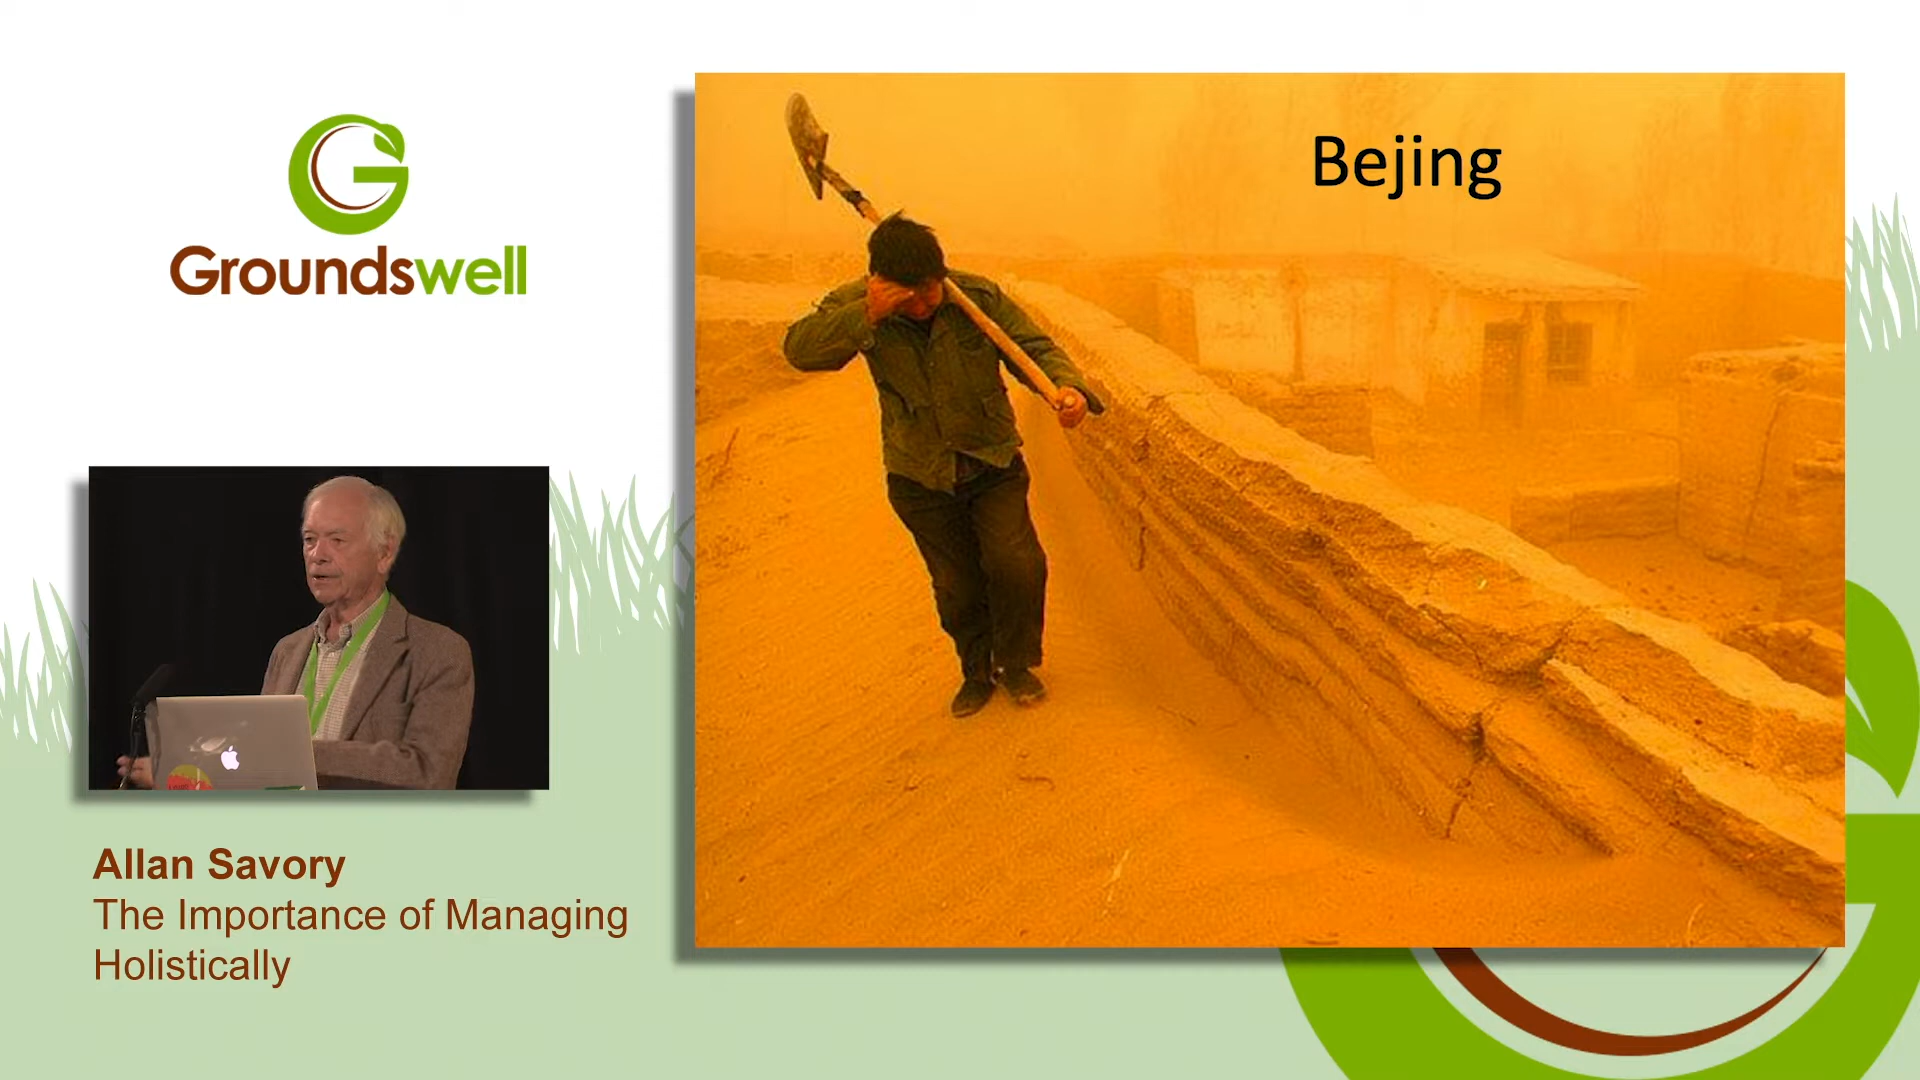 Groundswell
Bejing
Allan Savory
The Importance of Managing
Holistically